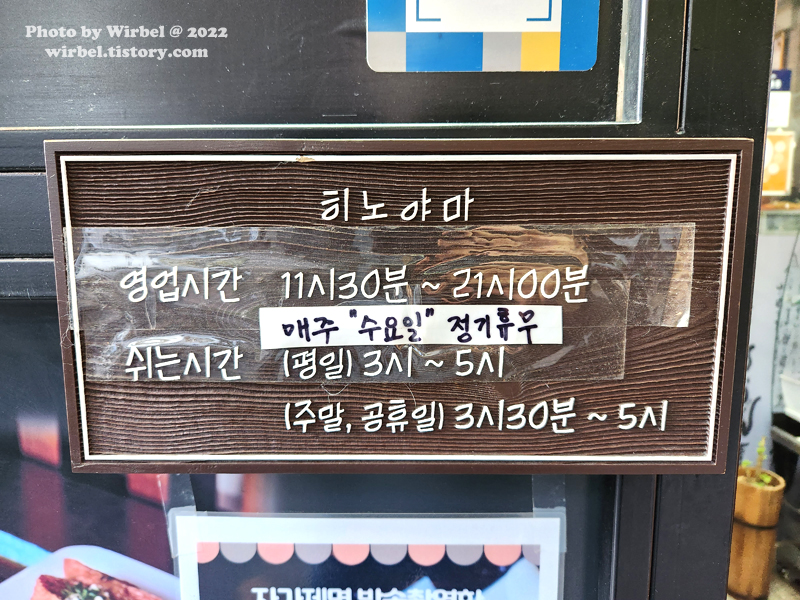 Photo by Wirbel @ 2022
wirbel.tistory.com
히노야마
영업시간 11시30분 ~ 21시00분
매주 "수요일" 정기휴무
쉬는시간 (평일) 3시 ~ 5시
(주말, 공휴일) 3시30분 ~ 5시